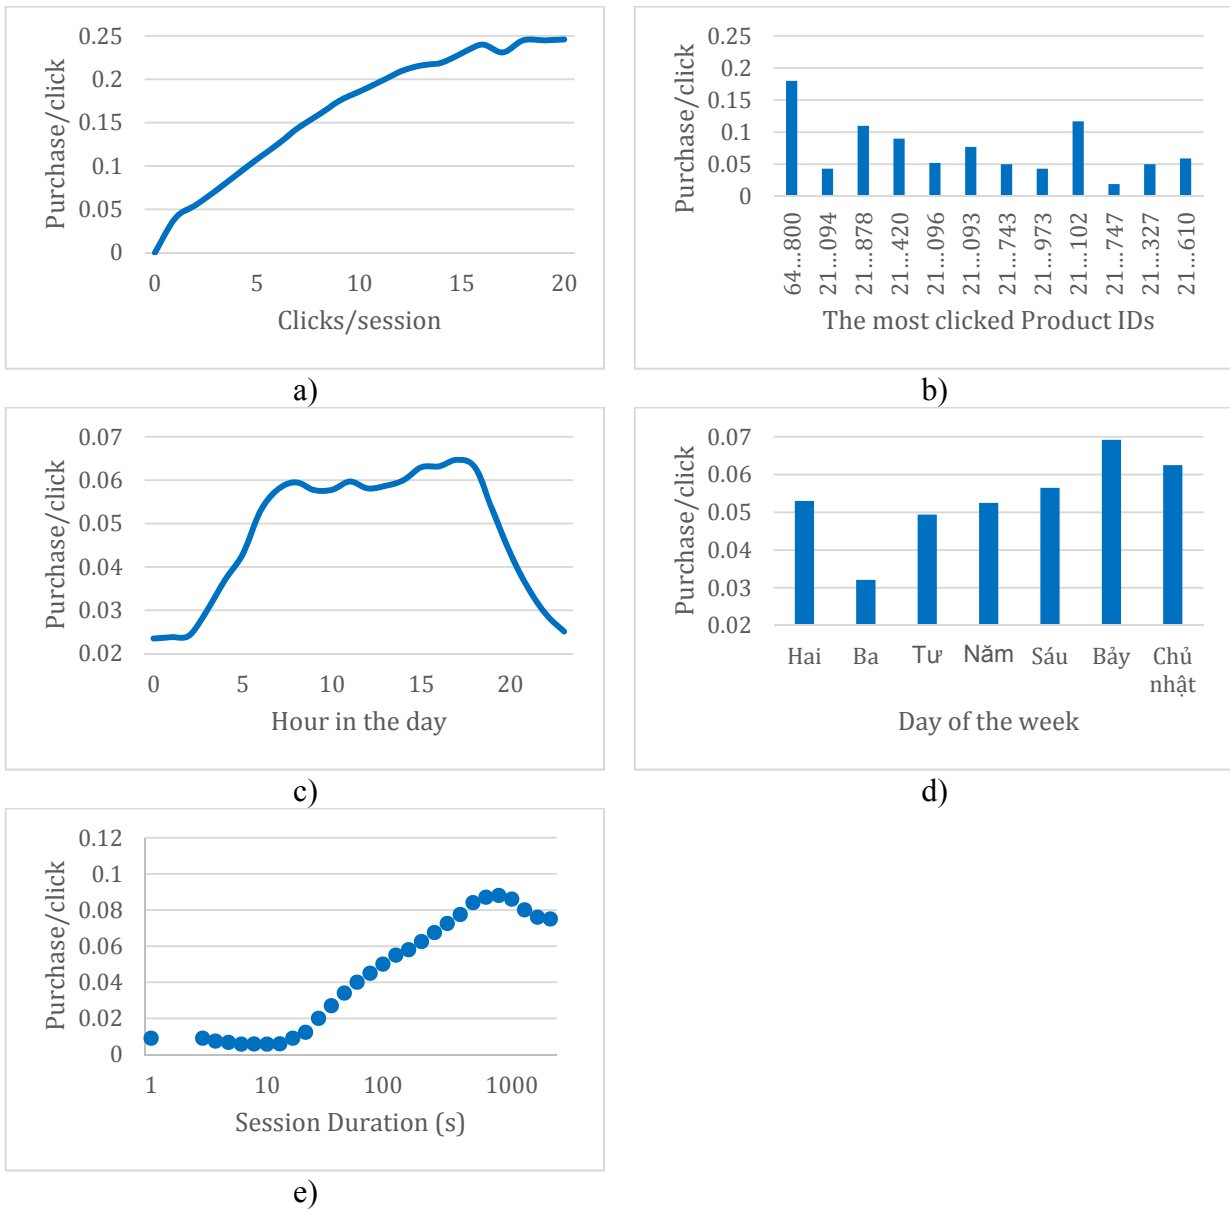 0.25
0.2
0.15
0.1
0.05
0
Purchase/click
0 5 10 15 20
Clicks/session
a)
0.25
0.2
0.15
0.1
0.05
0
Purchase/click
64...800 21...094 21...878 21...420 21...096 21...093 21...743 21...973 21...102 21...747 21...327 21...610
The most clicked Product IDs
b)
0.07
0.06
0.05
0.04
0.03
0.02
Purchase/click
0 5 10 15 20
Hour in the day
c)
0.07
0.06
0.05
0.04
0.03
0.02
Purchase/click
Hai Ba Tư Năm Sáu Bảy Chủ
nhật
Day of the week
d)
0.12
0.1
0.08
0.06
0.04
0.02
0
Purchase/click
1 10 100 1000
Session Duration (s)
e)